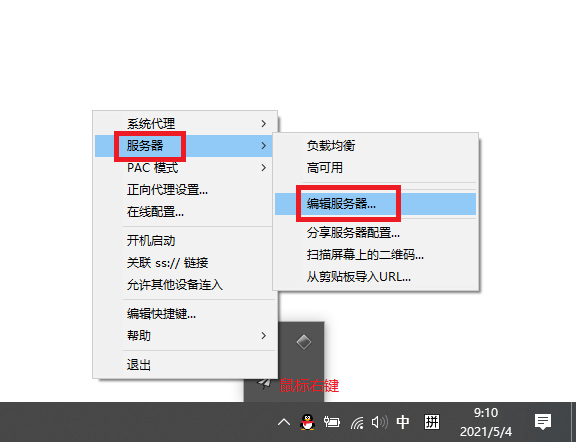 系统代理
服务器
PAC 模式
正向代理设置...
在线配置...
开机启动
关联 ss:// 链接
允许其他设备连入
编辑快捷键...
帮助
退出
负载均衡
高可用
编辑服务器...
分享服务器配置...
扫描屏幕上的二维码...
从剪贴板导入URL...
鼠标右键
中
拼
9:10
2021/5/4